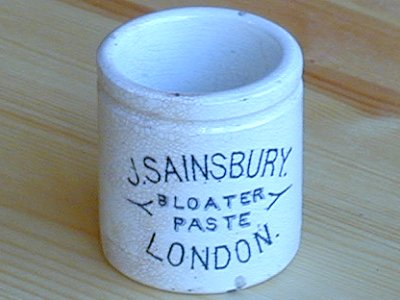 J. SAINSBURY.
BLOATER
PASTE
LONDON.